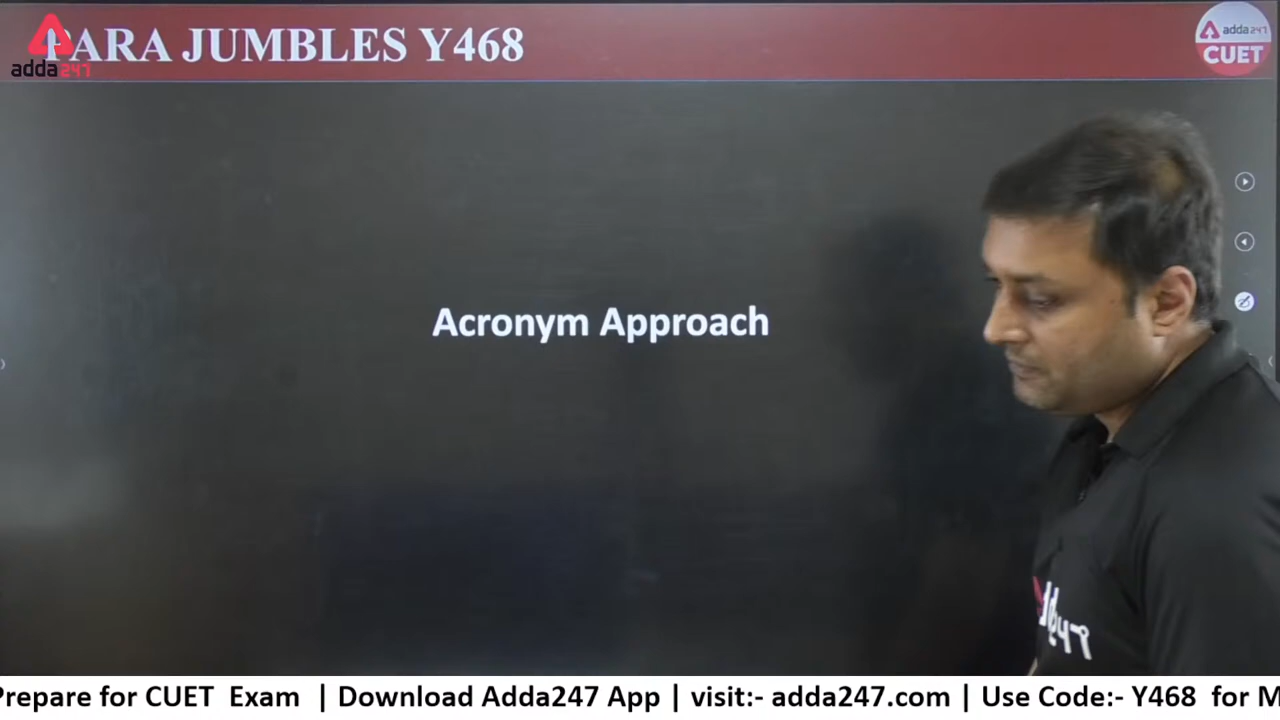 PARA JUMBLES Y468
adda247
adda247
CUET
Acronym Approach
adda247
Prepare for CUET Exam | Download Adda247 App | visit:- adda247.com | Use Code:- Y468 for M